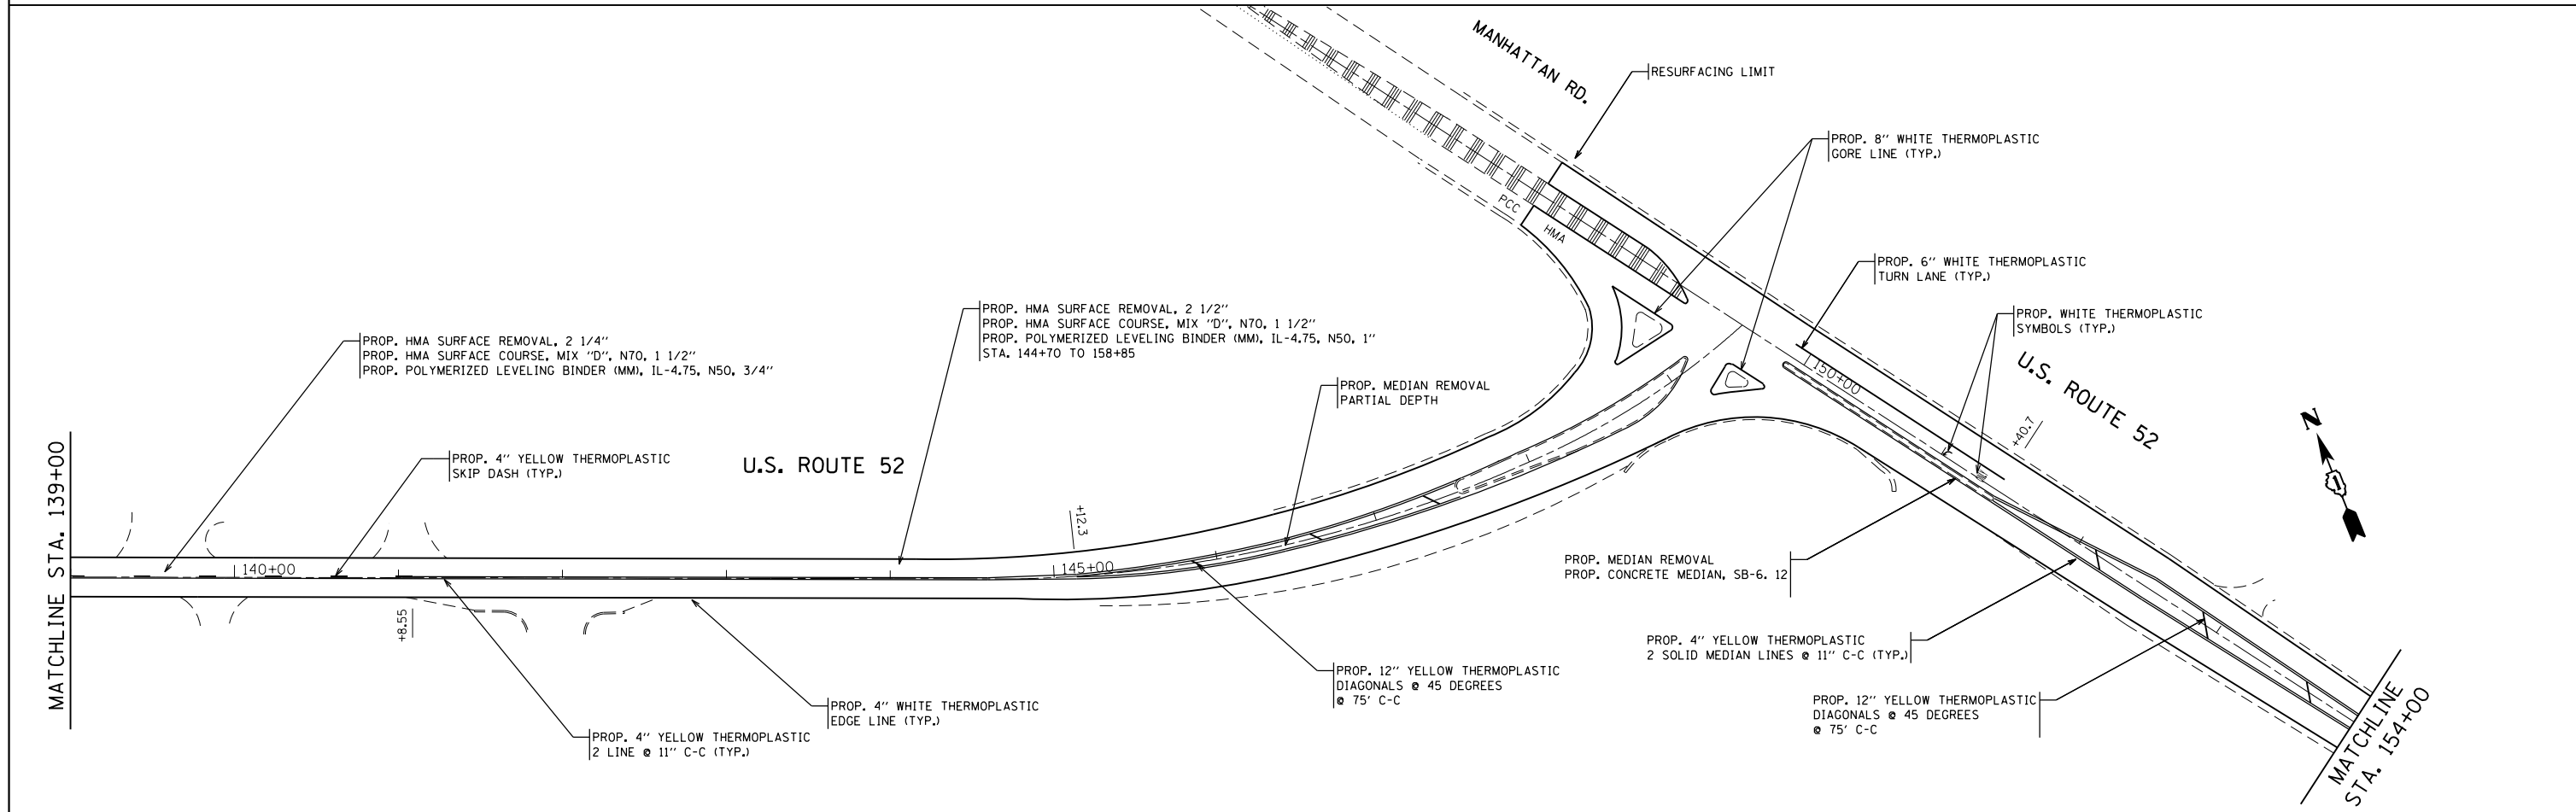 MANHATTAN RD.
RESURFACING LIMIT
PROP. 8" WHITE THERMOPLASTIC
GORE LINE (TYP.)
PCC
HMA
PROP. 6" WHITE THERMOPLASTIC
TURN LANE (TYP.)
PROP. WHITE THERMOPLASTIC
SYMBOLS (TYP.)
150+00
U.S. ROUTE 52
+40.7
N
PROP. HMA SURFACE REMOVAL, 2 1/4"
PROP. HMA SURFACE COURSE, MIX "D", N70, 1 1/2"
PROP. POLYMERIZED LEVELING BINDER (MM), IL-4.75, N50, 3/4"
PROP. HMA SURFACE REMOVAL, 2 1/2"
PROP. HMA SURFACE COURSE, MIX "D", N70, 1 1/2"
PROP. POLYMERIZED LEVELING BINDER (MM), IL-4.75, N50, 1"
STA. 144+70 TO 158+85
PROP. MEDIAN REMOVAL
PARTIAL DEPTH
PROP. 4" YELLOW THERMOPLASTIC
SKIP DASH (TYP.)
U.S. ROUTE 52
MATCHLINE STA. 139+00
140+00
+8.55
+12.3
145+00
PROP. MEDIAN REMOVAL
PROP. CONCRETE MEDIAN, SB-6. 12
PROP. 4" YELLOW THERMOPLASTIC
2 SOLID MEDIAN LINES @ 11" C-C (TYP.)
PROP. 12" YELLOW THERMOPLASTIC
DIAGONALS @ 45 DEGREES
@ 75' C-C
PROP. 12" YELLOW THERMOPLASTIC
DIAGONALS @ 45 DEGREES
@ 75' C-C
PROP. 4" WHITE THERMOPLASTIC
EDGE LINE (TYP.)
PROP. 4" YELLOW THERMOPLASTIC
2 LINE @ 11" C-C (TYP.)
MATCHLINE
STA. 154+00